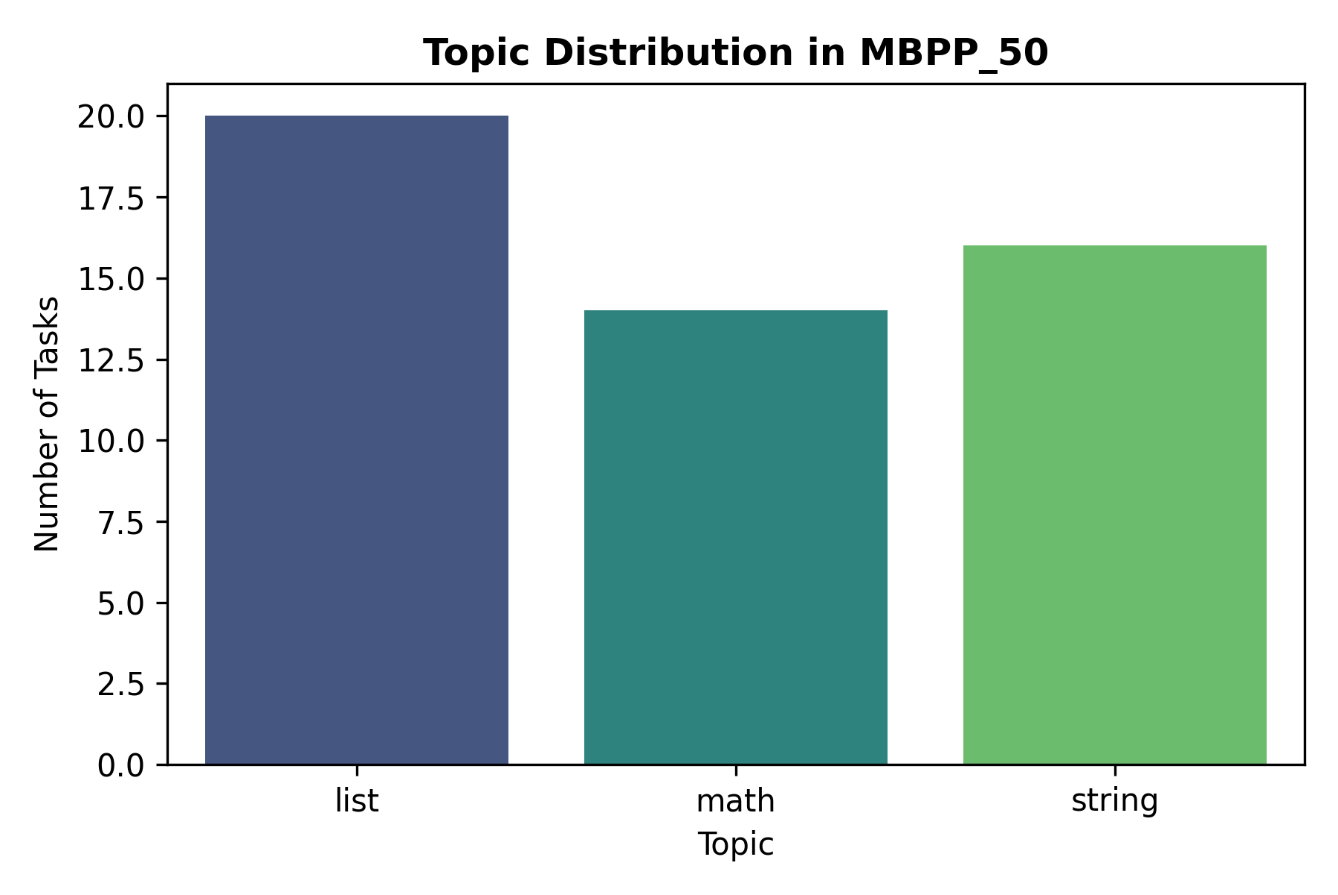 Topic Distribution in MBPP_50
Number of Tasks
20.0
17.5
15.0
12.5
10.0
7.5
5.0
2.5
0.0
list math string
Topic